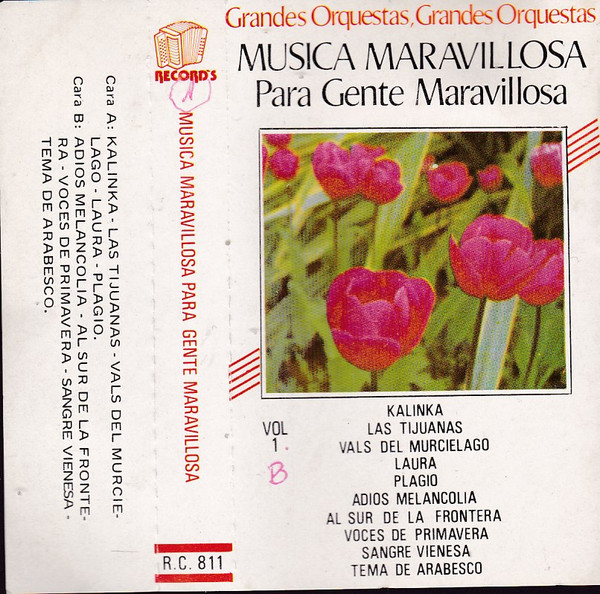 Cara A: KALINKA - LAS TIJUANAS - VALS DEL MURCIE-
LAGO - LAURA - PLAGIO.
Cara B: ADIOS MELANCOLIA - AL SUR DE LA FRONTE-
RA - VOCES DE PRIMAVERA - SANGRE VIENESA -
TEMA DE ARABESCO.
RECORD'S
1
MUSICA MARAVILLOSA PARA GENTE MARAVILLOSA
R.C. 811
Grandes Orquestas, Grandes Orquestas
MUSICA MARAVILLOSA
Para Gente Maravillosa
VOL
1.
B
KALINKA
LAS TIJUANAS
VALS DEL MURCIELAGO
LAURA
PLAGIO
ADIOS MELANCOLIA
AL SUR DE LA FRONTERA
VOCES DE PRIMAVERA
SANGRE VIENESA
TEMA DE ARABESCO